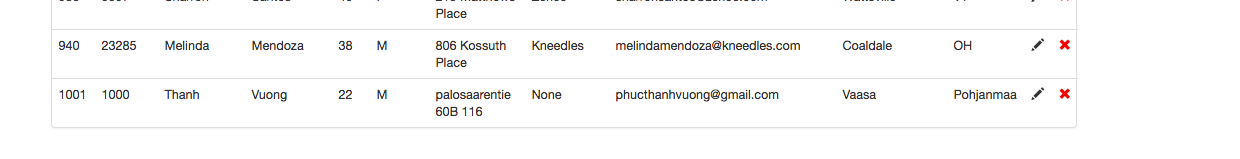 Place
940 23285 Melinda Mendoza 38 M 806 Kossuth Kneedles melindamendoza@kneedles.com Coaldale OH
Place
1001 1000 Thanh Vuong 22 M palosaarentie None phucthanhvuong@gmail.com Vaasa Pohjanmaa
60B 116